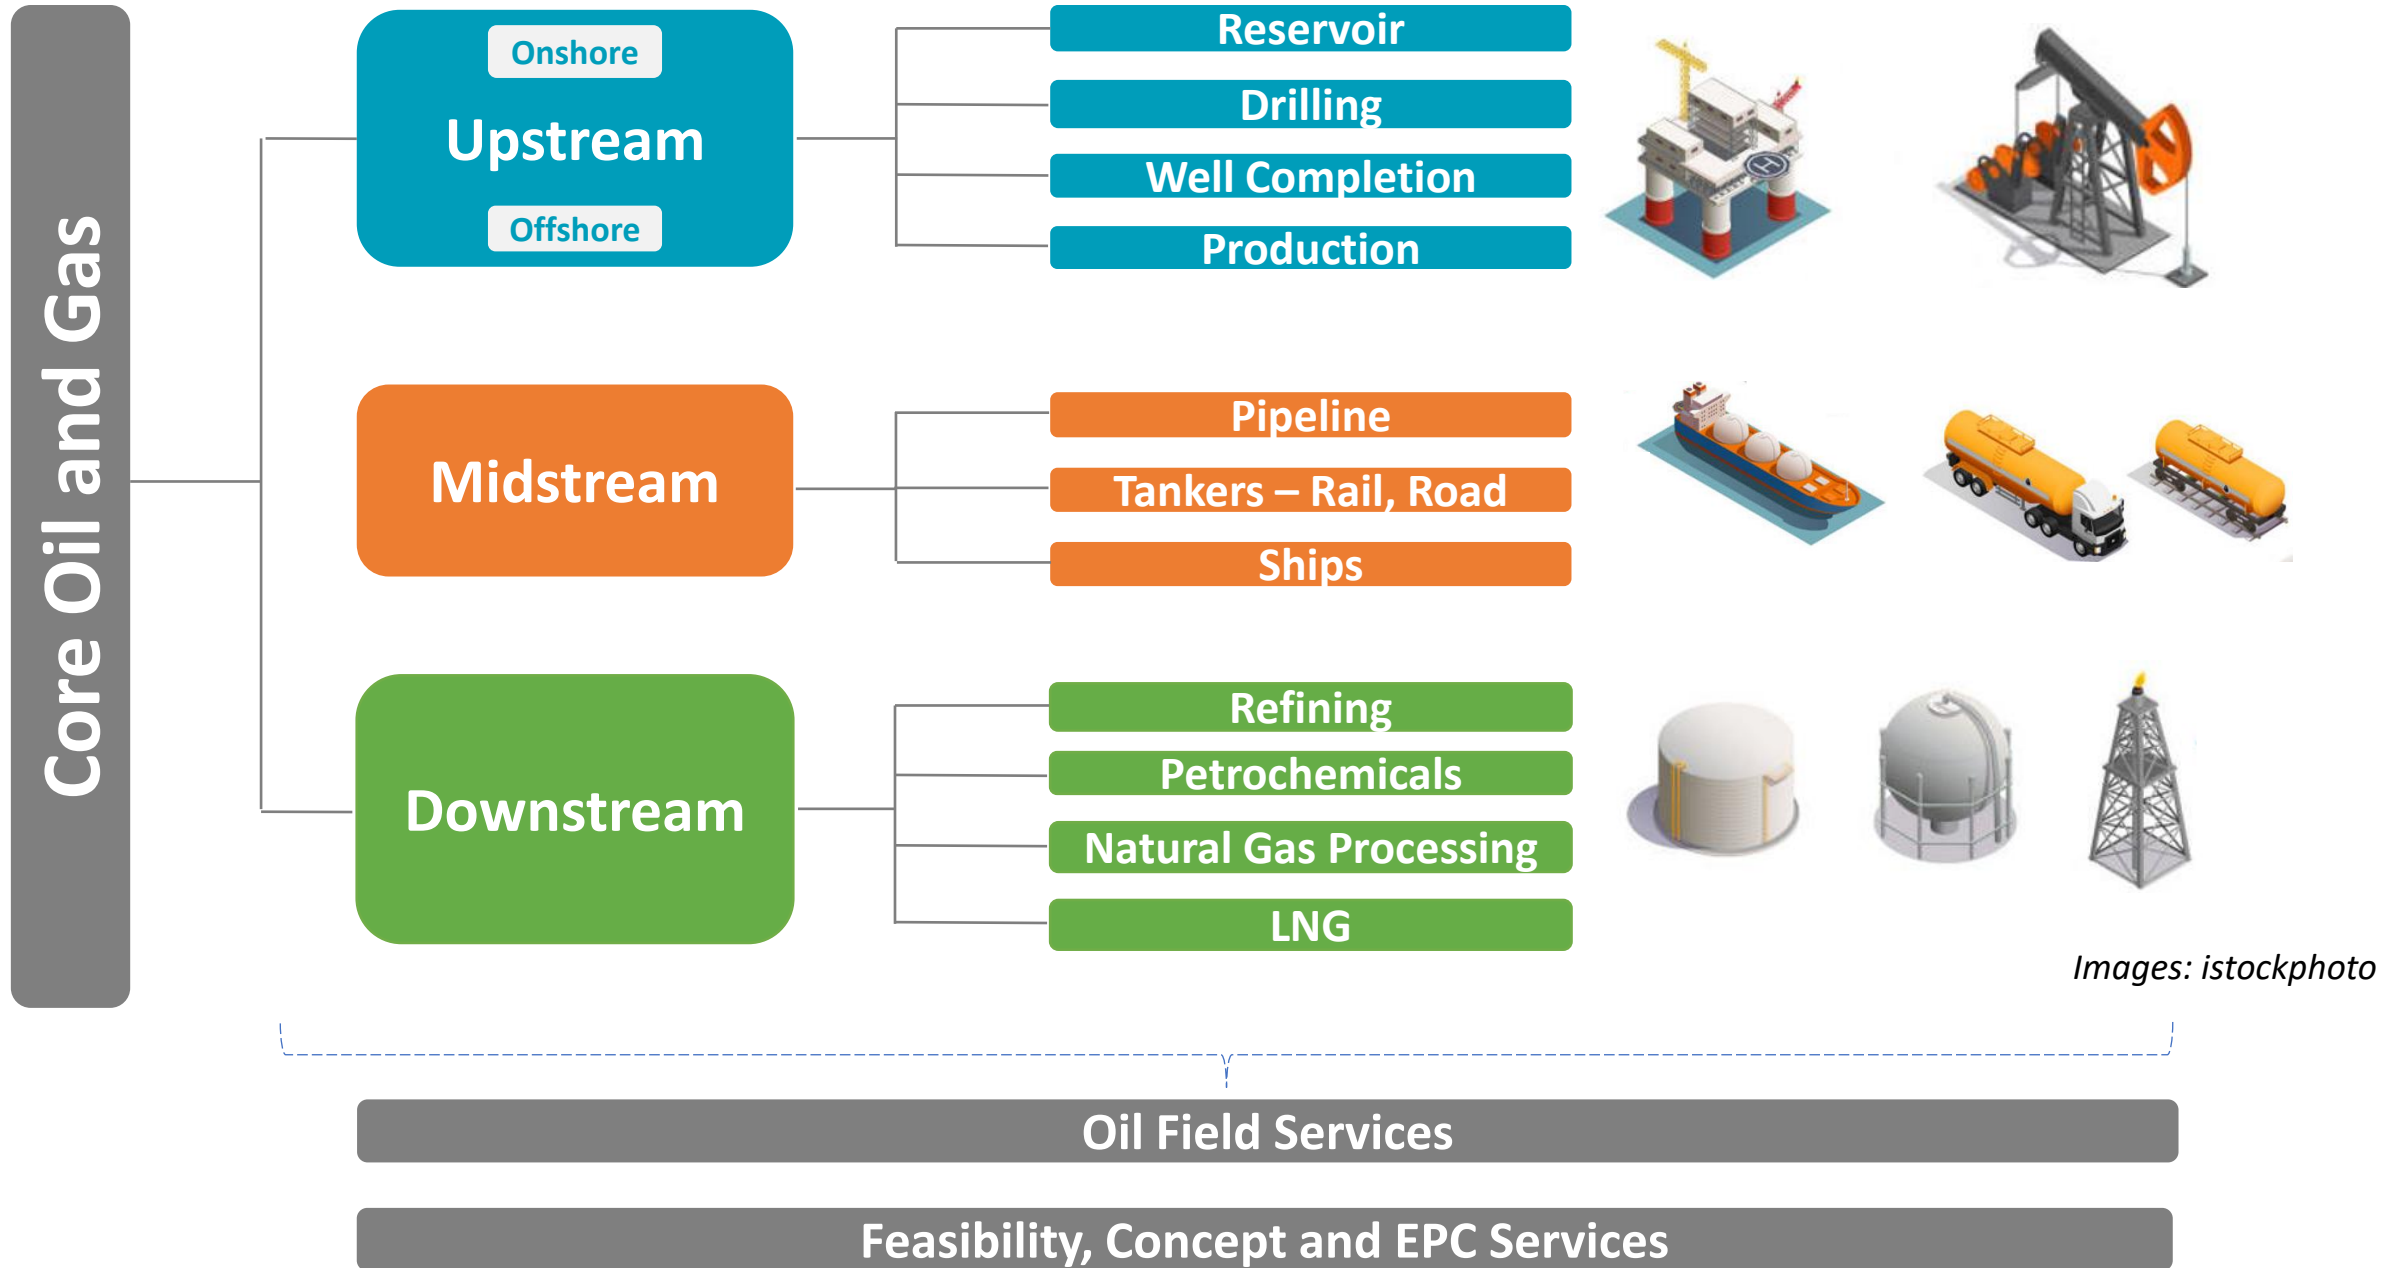 Core Oil and Gas
Onshore
Upstream
Offshore
Reservoir
Drilling
Well Completion
Production
Midstream
Pipeline
Tankers – Rail, Road
Ships
Downstream
Refining
Petrochemicals
Natural Gas Processing
LNG
H
Images: istockphoto
Oil Field Services
Feasibility, Concept and EPC Services